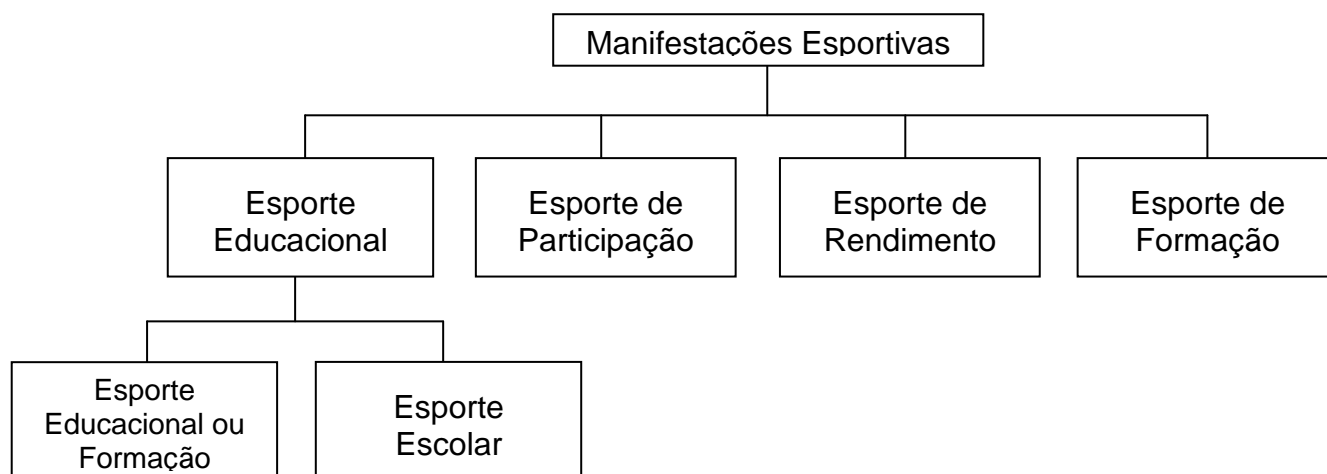 Manifestações Esportivas
Esporte
Educacional
Esporte de
Participação
Esporte de
Rendimento
Esporte de
Formação
Esporte
Educacional ou
Formação
Esporte
Escolar